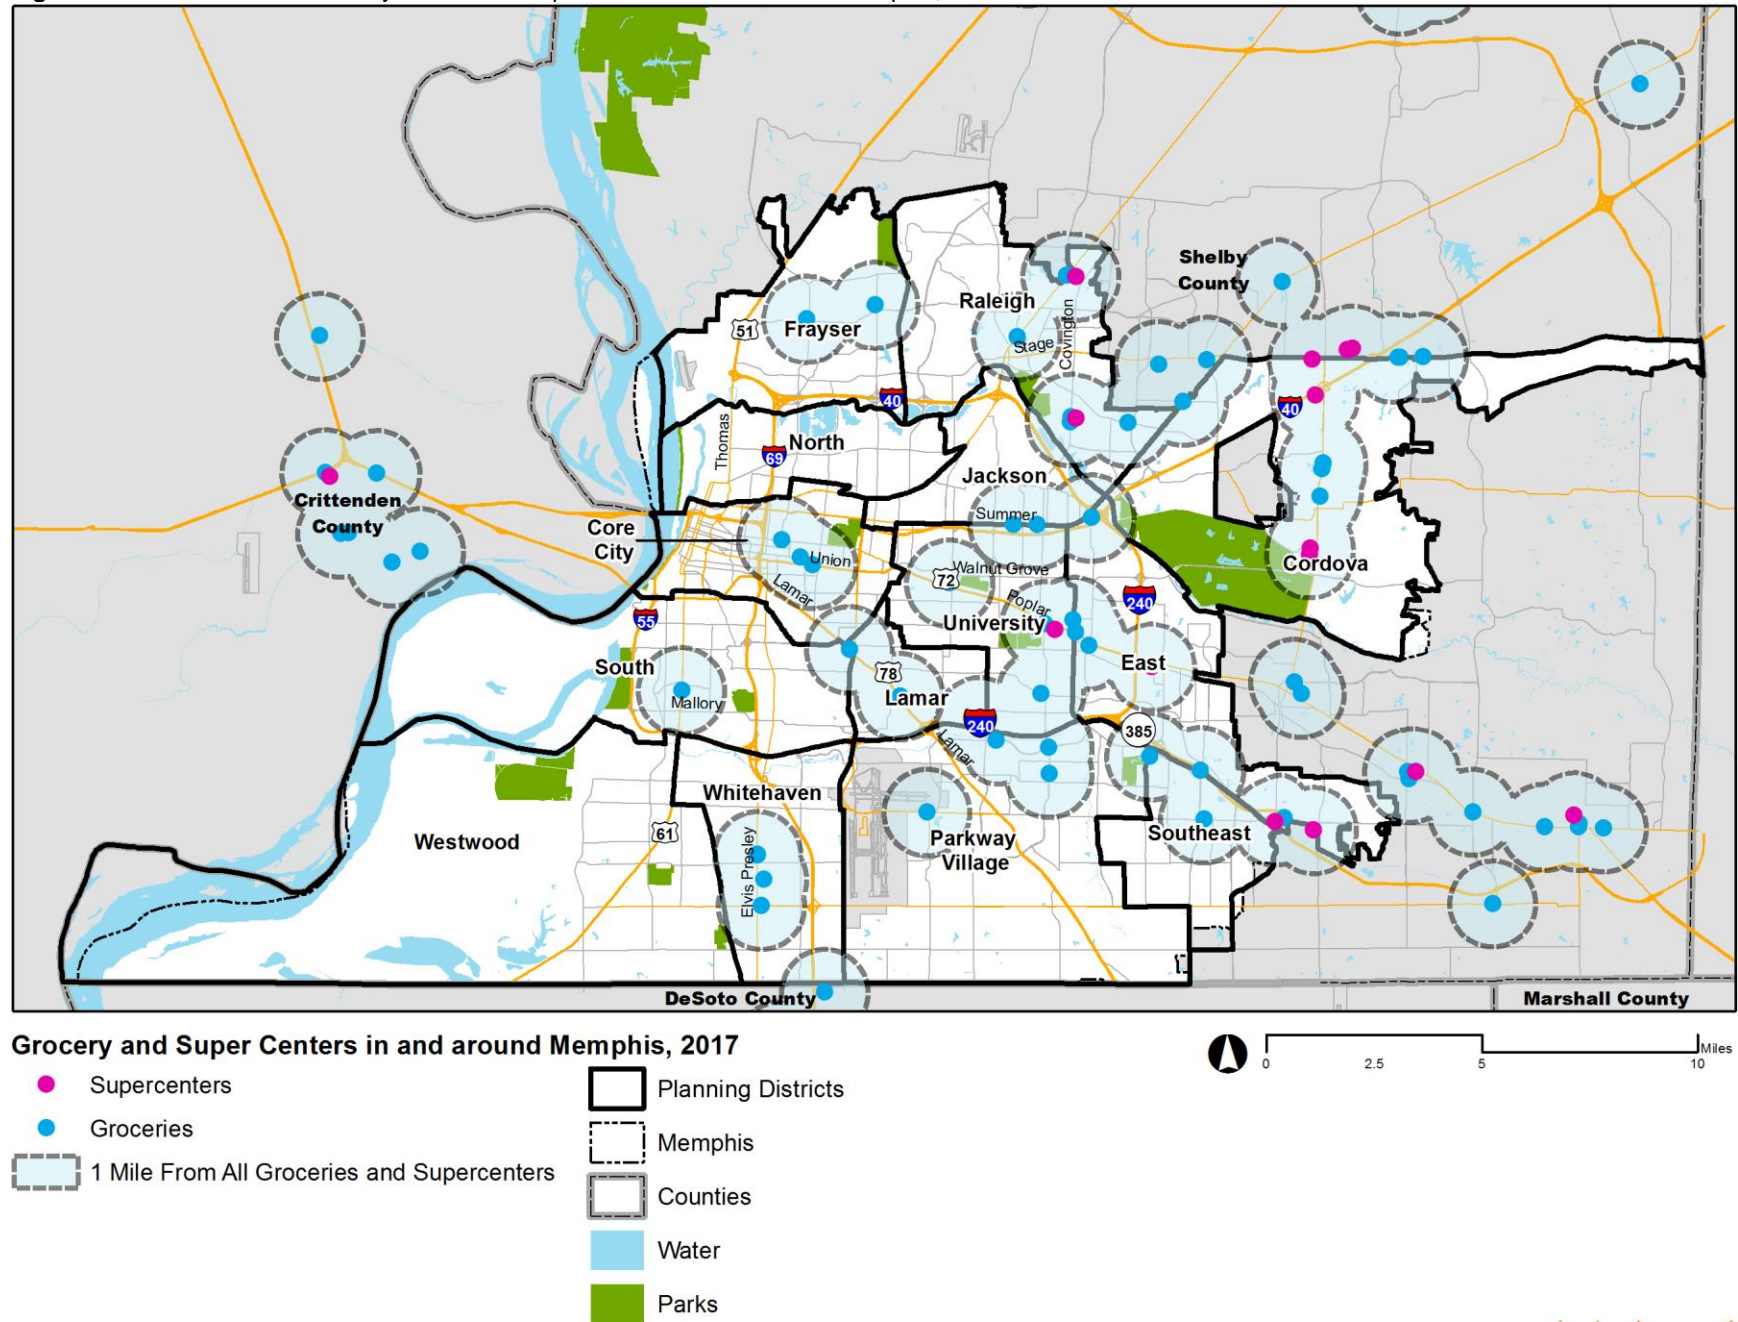 51
Frayser
Raleigh
Stage
Covington
Shelby
County
40
40
North
Thomas
69
Jackson
Summer
Crittenden
County
Core
City
Union
Lamar
72
Walnut Grove
Poplar
University
240
Cordova
55
South
Mallory
78
Lamar
East
240
385
Lamar
Whitehaven
Westwood
61
Elvis Presley
Parkway
Village
Southeast
DeSoto County
Marshall County
Grocery and Super Centers in and around Memphis, 2017
Supercenters
Groceries
1 Mile From All Groceries and Supercenters
Planning Districts
Memphis
Counties
Water
Parks
0
2.5
5
10
Miles